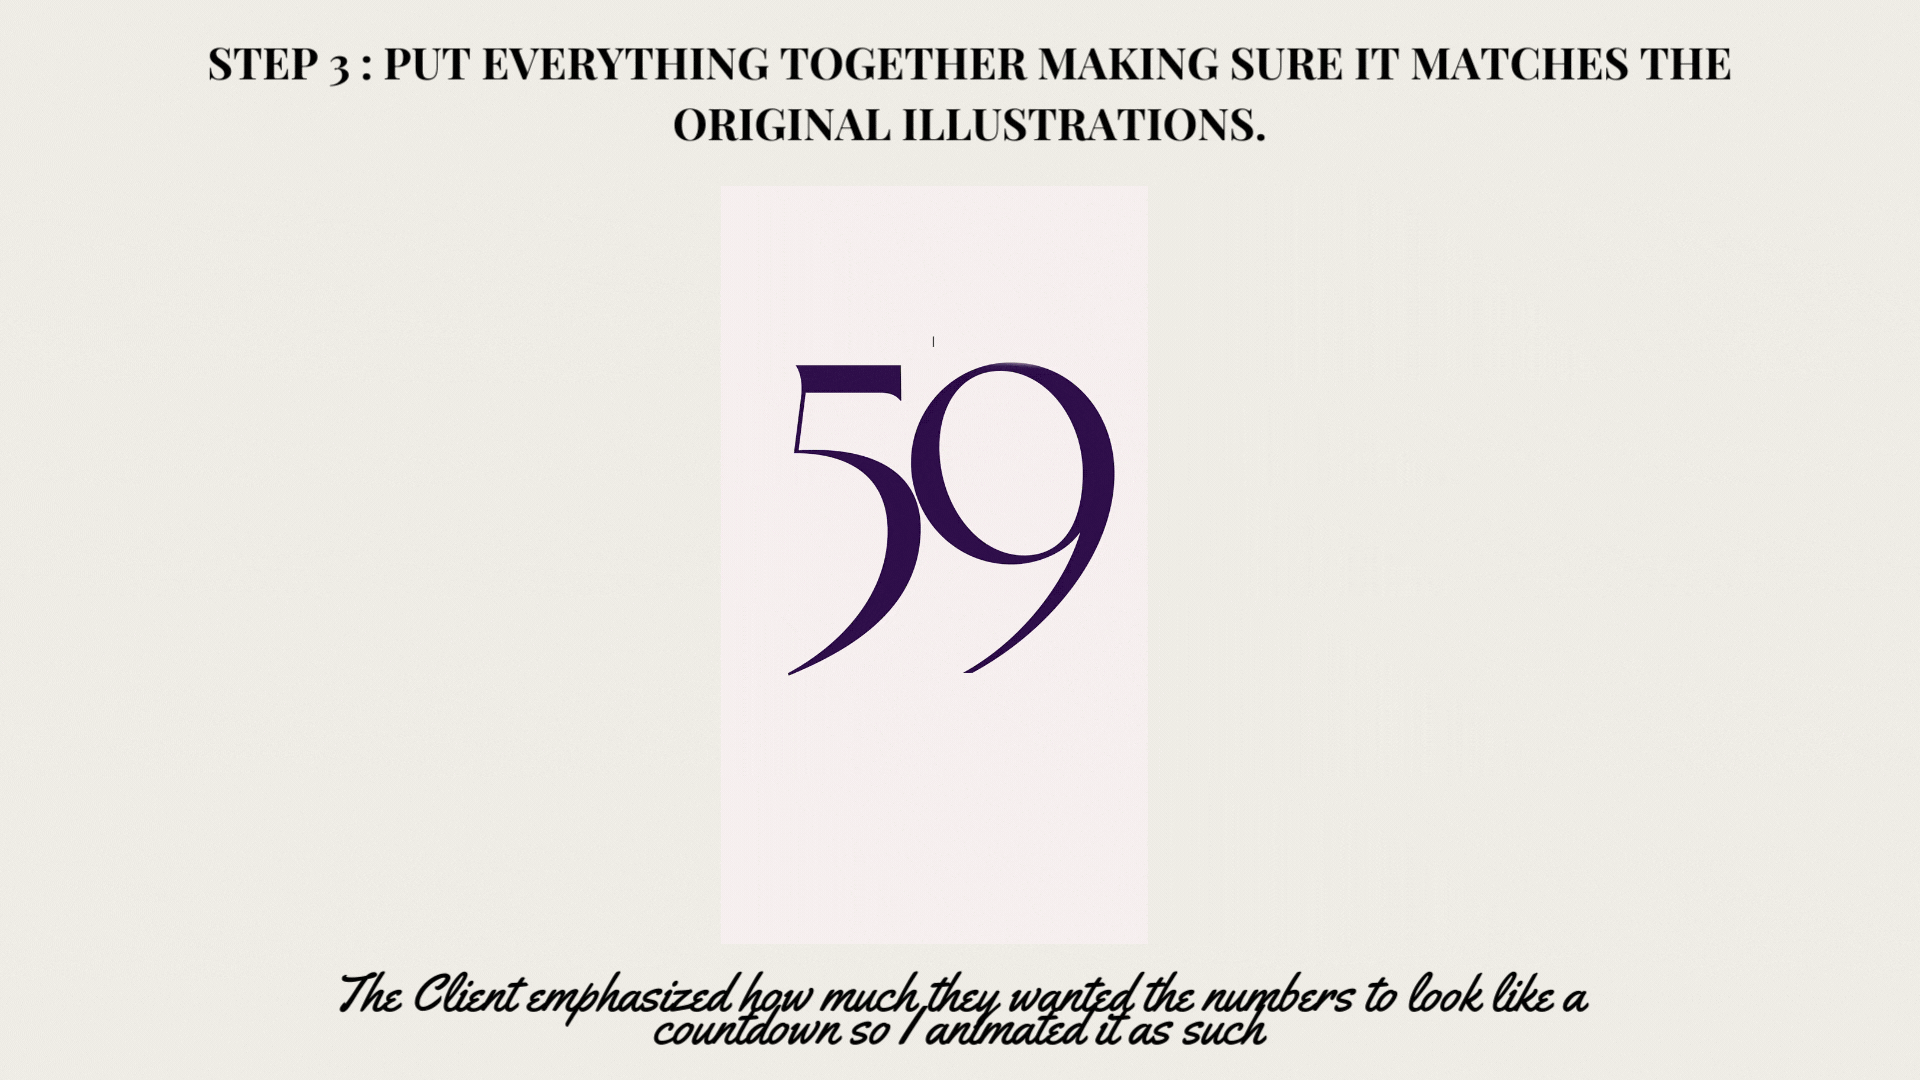 STEP 3 : PUT EVERYTHING TOGETHER MAKING SURE IT MATCHES THE
ORIGINAL ILLUSTRATIONS.
59
The Client emphasized how much they wanted the numbers to look like a
countdown so I animated it as such